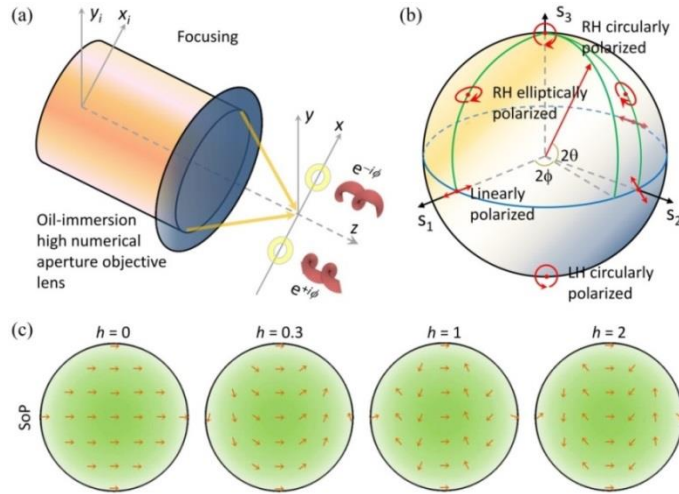 (a)
y_i
x_i
Focusing
y
x
e^{-iϕ}
z
e^{+iϕ}
Oil-immersion
high numerical
aperture objective
lens
(b)
S_3
RH circularly
polarized
RH elliptically
polarized
2θ
2ϕ
Linearly
polarized
S_1
S_2
LH circularly
polarized
(c)
h = 0
h = 0.3
h = 1
h = 2
SoP